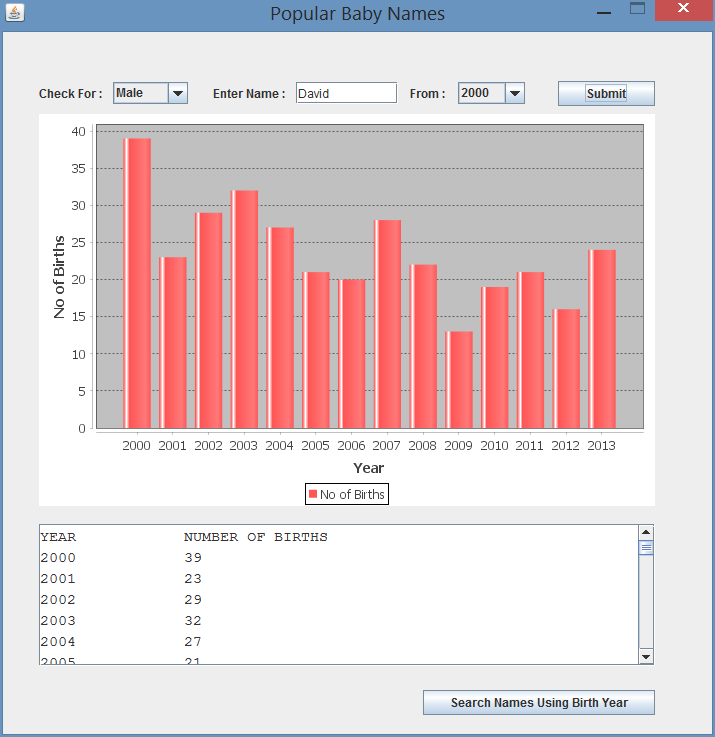 Popular Baby Names
Check For : Male Enter Name : David From : 2000 Submit
40
35
30
25
20
15
10
5
0
No of Births
2000 2001 2002 2003 2004 2005 2006 2007 2008 2009 2010 2011 2012 2013
Year
No of Births
YEAR NUMBER OF BIRTHS
2000 39
2001 23
2002 29
2003 32
2004 27
2005 21
Search Names Using Birth Year